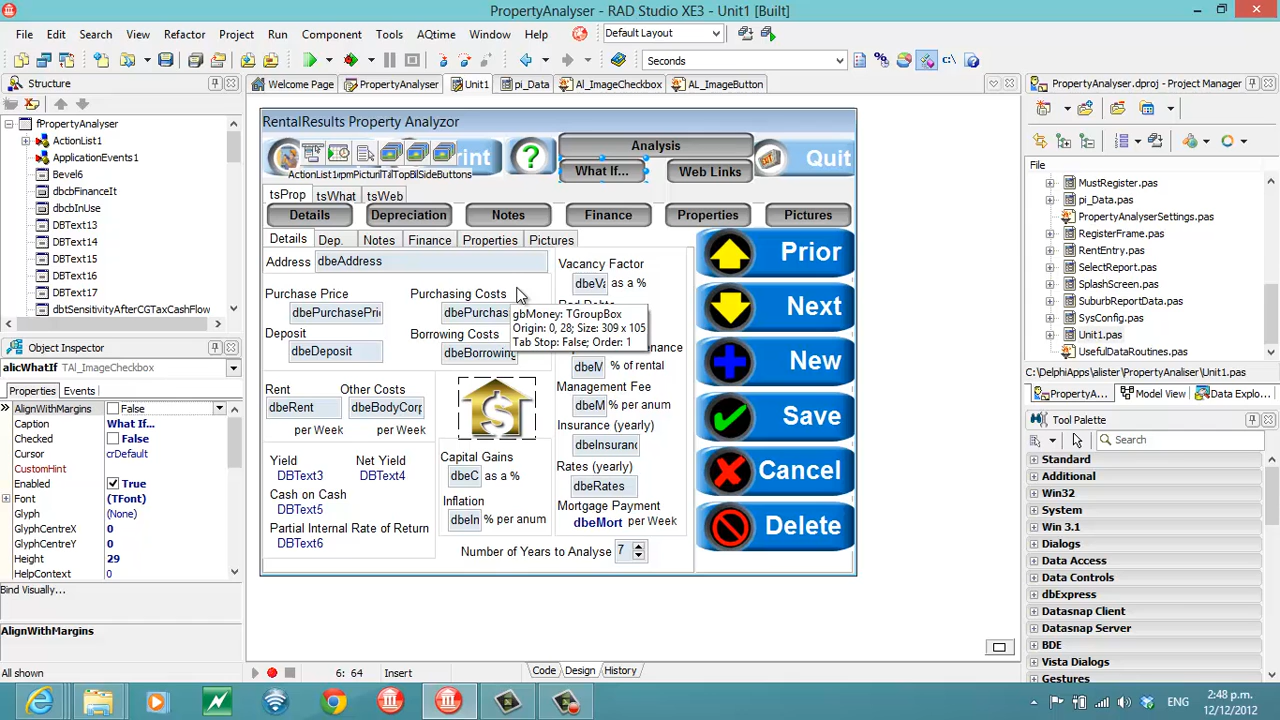 PropertyAnalyser - RAD Studio XE3 - Unit1 [Built]
File Edit Search View Refactor Project Run Component Tools AQtime Window Help Default Layout
Seconds
Structure
Welcome Page PropertyAnalyser Unit1 pi_Data Al_ImageCheckbox AL_ImageButton
PropertyAnalyser.dproj - Project Manager
fPropertyAnalyser
ActionList1
ApplicationEvents1
Bevel6
dbcbFinanceIt
dbcbInUse
DBText13
DBText14
DBText15
DBText16
DBText17
dbtSensitivityAfterCGTaxCashFlow
Object Inspector
alicWhatIf TAl_ImageCheckbox
Properties Events
AlignWithMargins False
Caption What If...
Checked False
Cursor crDefault
CustomHint
Enabled True
Font (TFont)
Glyph (None)
GlyphCentreX 0
GlyphCentreY 0
Height 29
HelpContext 0
Bind Visually...
AlignWithMargins
All shown
RentalResults Property Analyzor
Analysis
Quit
What If...
Web Links
tsProp tsWhat tsWeb
Details Depreciation Notes Finance Properties Pictures
Details Dep. Notes Finance Properties Pictures
Address dbeAddress
Vacancy Factor
as a %
Purchase Price
Purchasing Costs
Deposit
dbeDeposit
Borrowing Costs
gbMoney: TGroupBox
Origin: 0, 28; Size: 309 x 105
Tab Stop: False; Order: 1
% of rental
Management Fee
% per anum
Rent Other Costs
dbeRent
per Week per Week
Insurance (yearly)
Capital Gains
as a %
Rates (yearly)
dbeRates
Yield Net Yield
DBText3 DBText4
Cash on Cash
DBText5
Inflation
% per anum
Mortgage Payment
dbeMort per Week
Partial Internal Rate of Return
DBText6
Number of Years to Analyse 7
Prior
Next
New
Save
Cancel
Delete
6: 64 Insert Code Design History
File
MustRegister.pas
pi_Data.pas
PropertyAnalyserSettings.pas
RegisterFrame.pas
RentEntry.pas
SelectReport.pas
SplashScreen.pas
SuburbReportData.pas
SysConfig.pas
Unit1.pas
UsefulDataRoutines.pas
C:\DelphiApps\alister\PropertyAnalyser\Unit1.pas
PropertyA... Model View Data Explo...
Tool Palette
Search
Standard
Additional
Win32
System
Win 3.1
Dialogs
Data Access
Data Controls
dbExpress
Datasnap Client
Datasnap Server
BDE
Vista Dialogs
Gestures
ENG
2:48 p.m.
12/12/2012